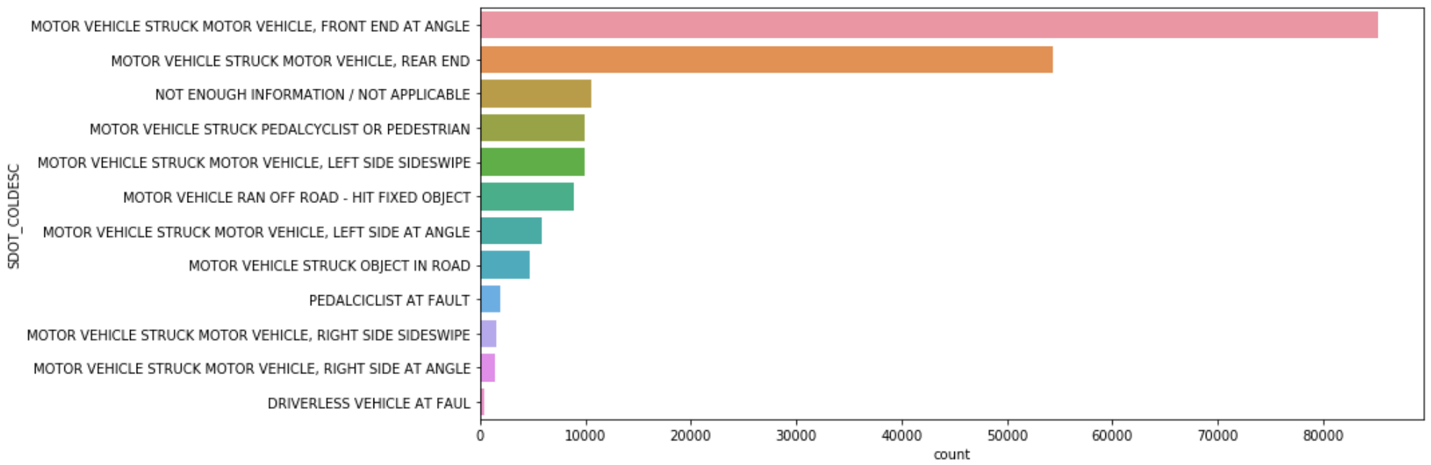 MOTOR VEHICLE STRUCK MOTOR VEHICLE, FRONT END AT ANGLE
MOTOR VEHICLE STRUCK MOTOR VEHICLE, REAR END
NOT ENOUGH INFORMATION / NOT APPLICABLE
MOTOR VEHICLE STRUCK PEDALCYCLIST OR PEDESTRIAN
MOTOR VEHICLE STRUCK MOTOR VEHICLE, LEFT SIDE SIDESWIPE
MOTOR VEHICLE RAN OFF ROAD - HIT FIXED OBJECT
MOTOR VEHICLE STRUCK MOTOR VEHICLE, LEFT SIDE AT ANGLE
MOTOR VEHICLE STRUCK OBJECT IN ROAD
PEDALCICLIST AT FAULT
MOTOR VEHICLE STRUCK MOTOR VEHICLE, RIGHT SIDE SIDESWIPE
MOTOR VEHICLE STRUCK MOTOR VEHICLE, RIGHT SIDE AT ANGLE
DRIVERLESS VEHICLE AT FAUL
SDOT_COLDESC
0 10000 20000 30000 40000 50000 60000 70000 80000
count